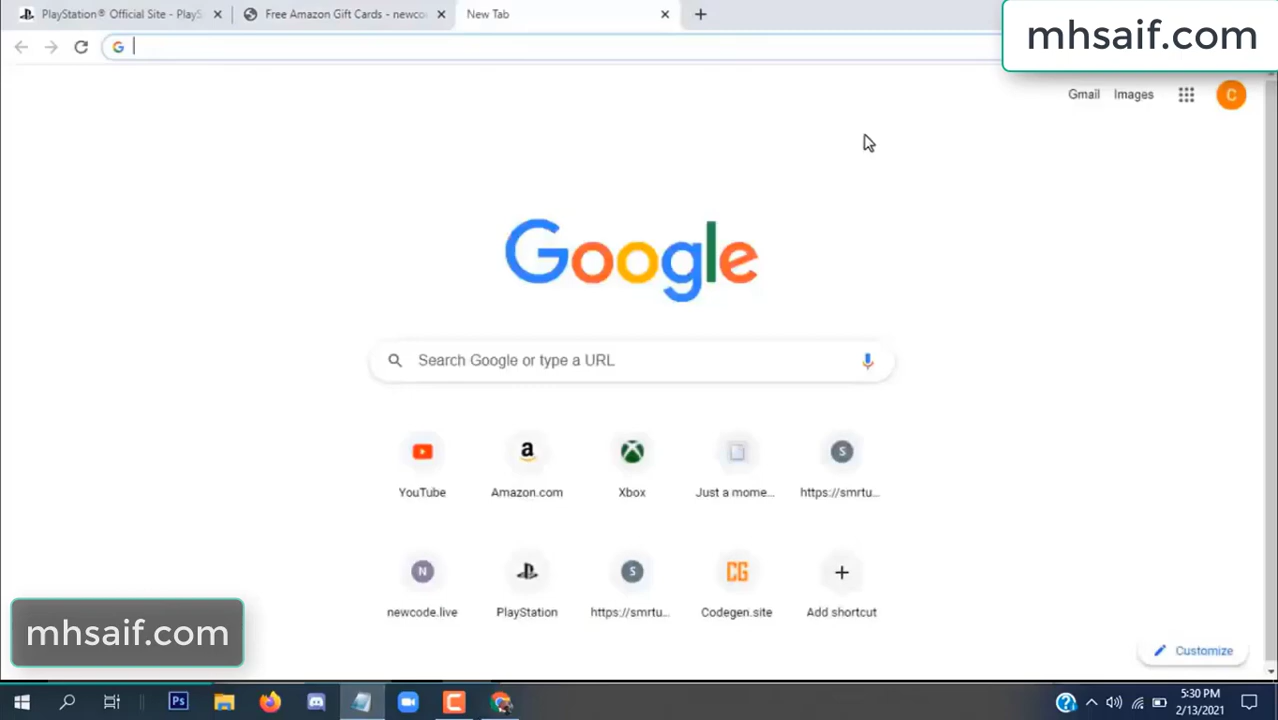 PlayStation® Official Site - PlayS
Free Amazon Gift Cards - newco
New Tab
mhsaif.com
Gmail Images C
Google
Search Google or type a URL
YouTube Amazon.com Xbox Just a mome... https://smrtu...
newcode.live PlayStation https://smrtu... Codegen.site Add shortcut
Customize
mhsaif.com
5:30 PM
2/13/2021